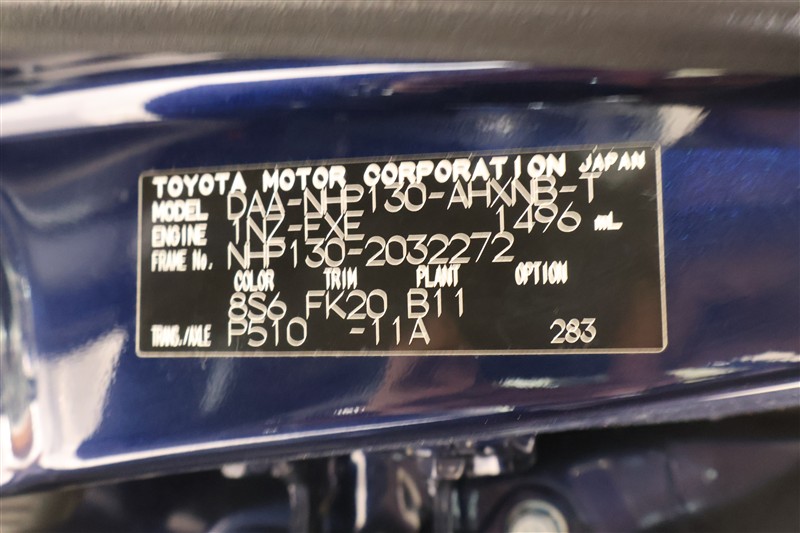 TOYOTA MOTOR CORPORATION JAPAN
MODEL DAA-NHP130-AHXNB-T
ENGINE 1NZ-EXE 1496 mL
FRAME No. NHP130-2032272
COLOR TRIM PLANT OPTION
8S6 FK20 B11
TRANS./AXLE P510 -11A 283